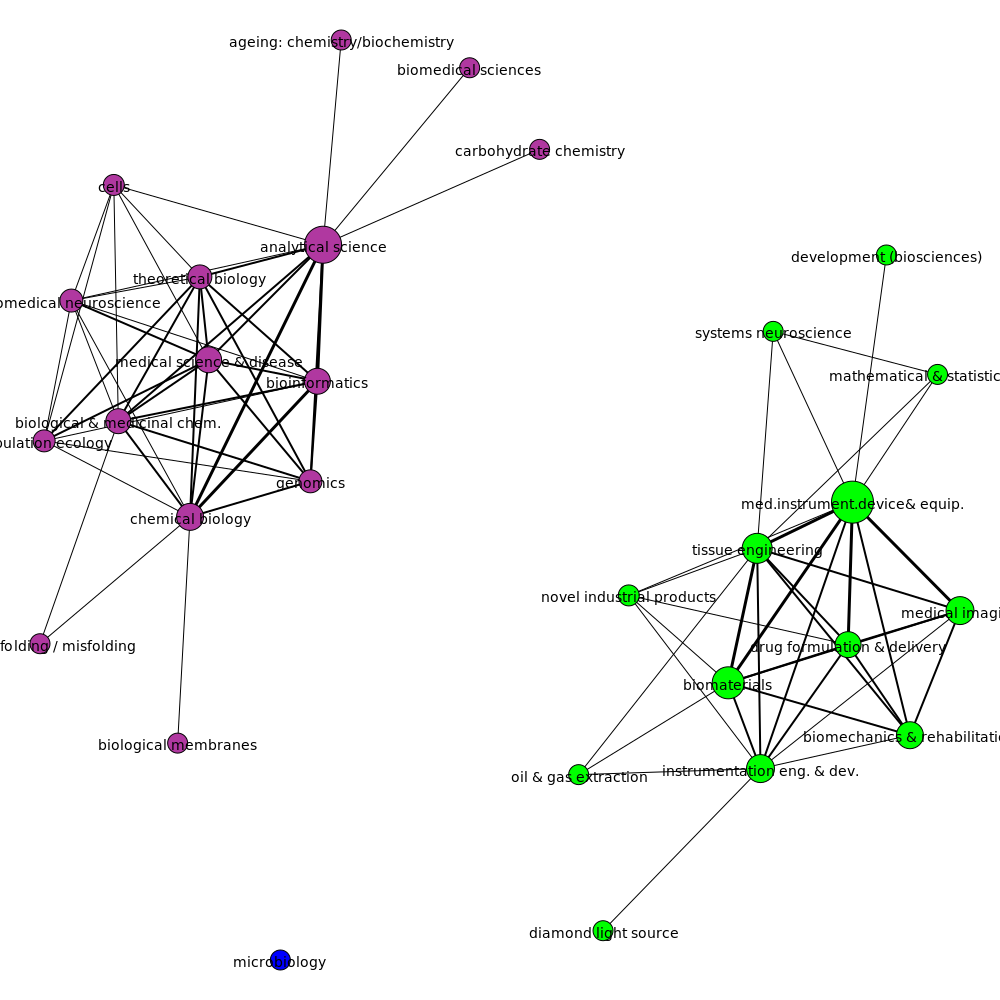 ageing: chemistry/biochemistry
biomedical sciences
carbohydrate chemistry
cells
analytical science
development (biosciences)
theoretical biology
omedical neuroscience
systems neuroscience
medical science & disease
mathematical & statistic
bioinformatics
biological & medicinal chem.
pulation ecology
genomics
med.instrument.device& equip.
chemical biology
tissue engineering
novel industrial products
medical imagi
folding / misfolding
drug formulation & delivery
biomaterials
biomechanics & rehabilitatio
biological membranes
oil & gas extraction
instrumentation eng. & dev.
diamond light source
microbiology